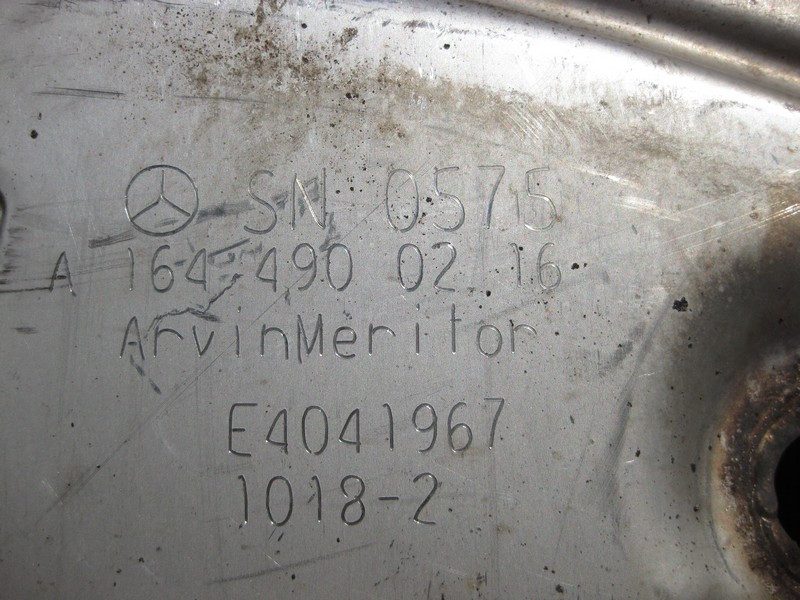 SN 0575
A 164 490 02 16
ArvinMeritor
E4041967
1018-2